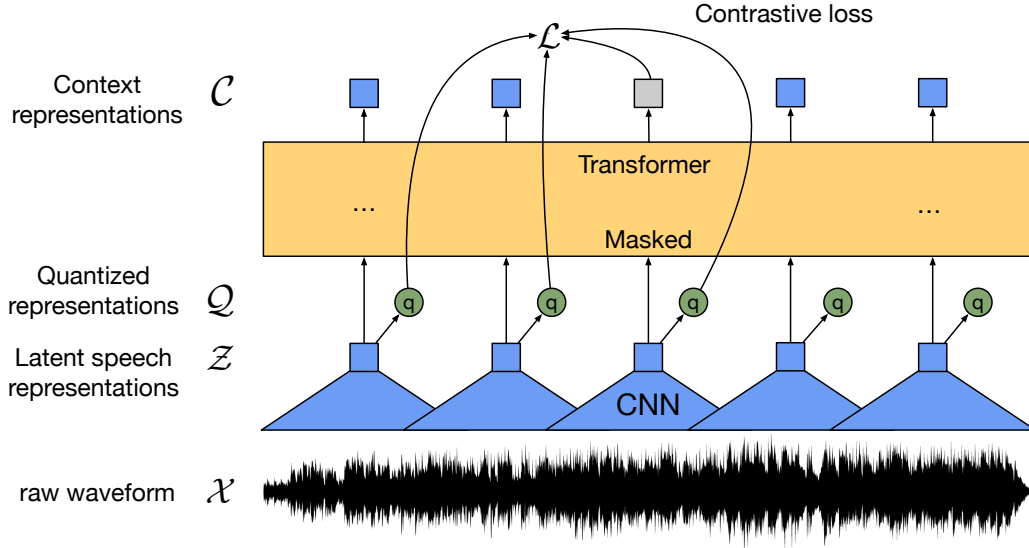 Contrastive loss
ℒ
Context
representations
𝒞
Transformer
...
...
Masked
Quantized
representations
𝒬
q
q
q
q
q
Latent speech
representations
𝒵
CNN
raw waveform
𝒳